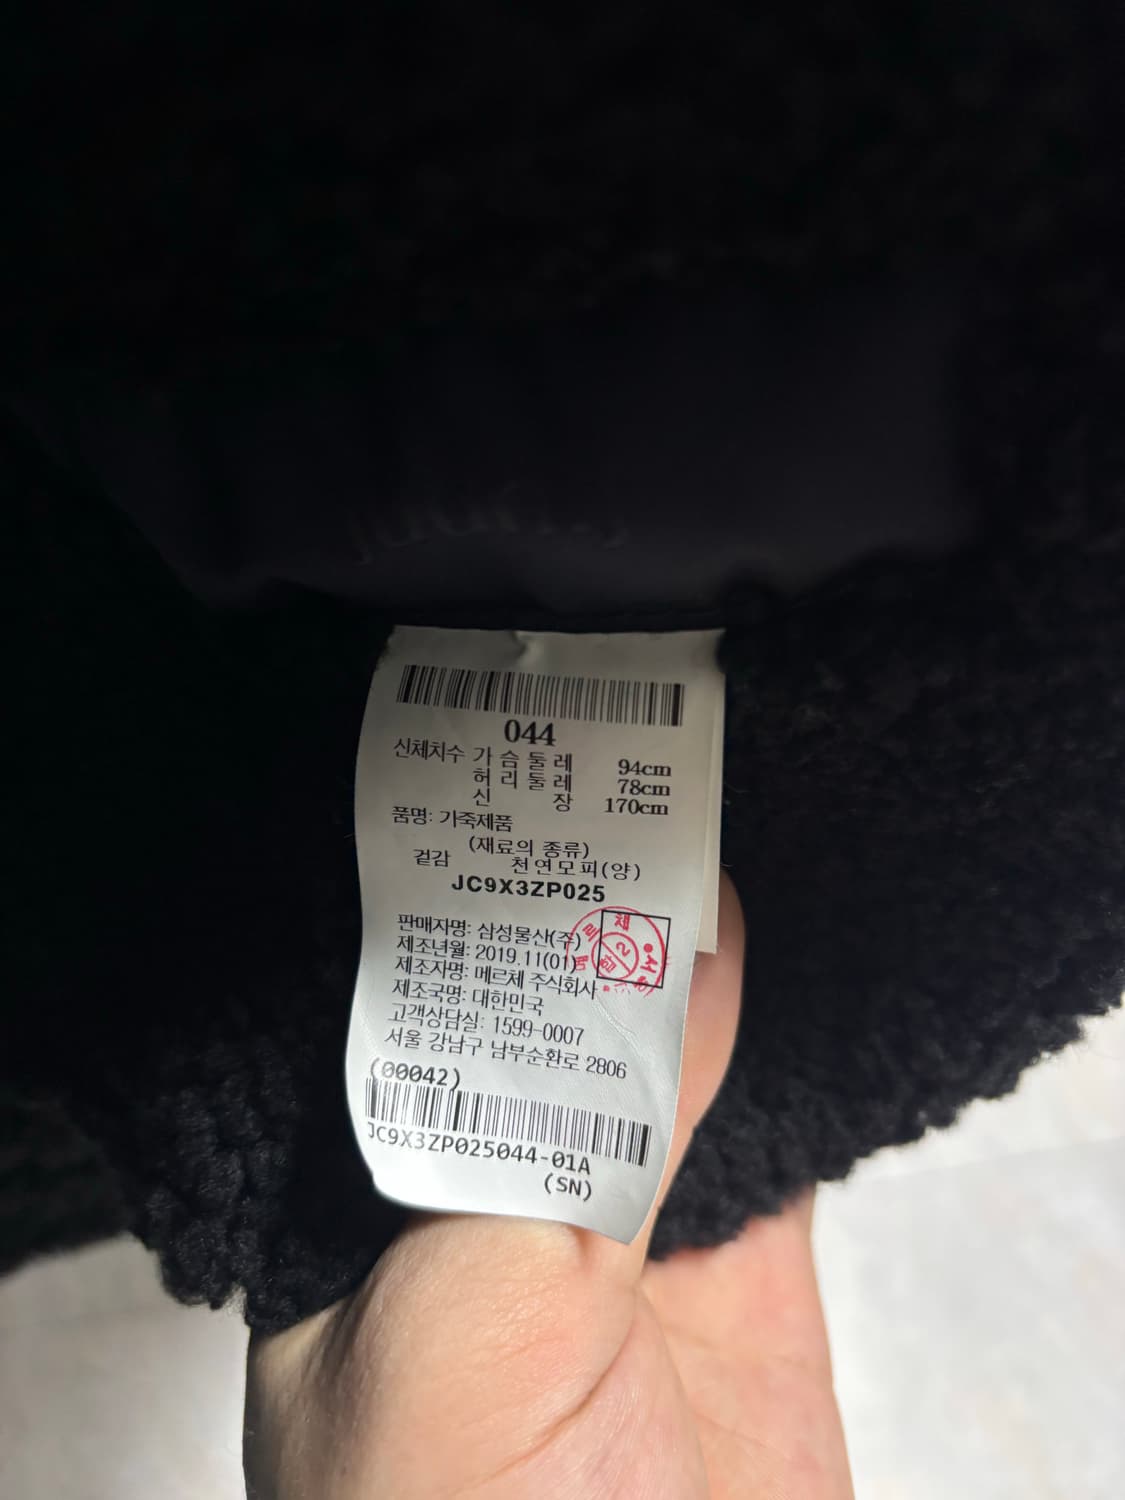 044
신체치수 가슴둘레 94cm
허리둘레 78cm
신장 170cm
품명: 가죽제품
(재료의 종류)
겉감 천연모피(양)
JC9X3ZP025
판매자명: 삼성물산(주)
제조년월: 2019.11(01)
제조자명: 메르체 주식회사
제조국명: 대한민국
고객상담실: 1599-0007
서울 강남구 남부순환로 2806
(00042)
JC9X3ZP025044-01A
(SN)